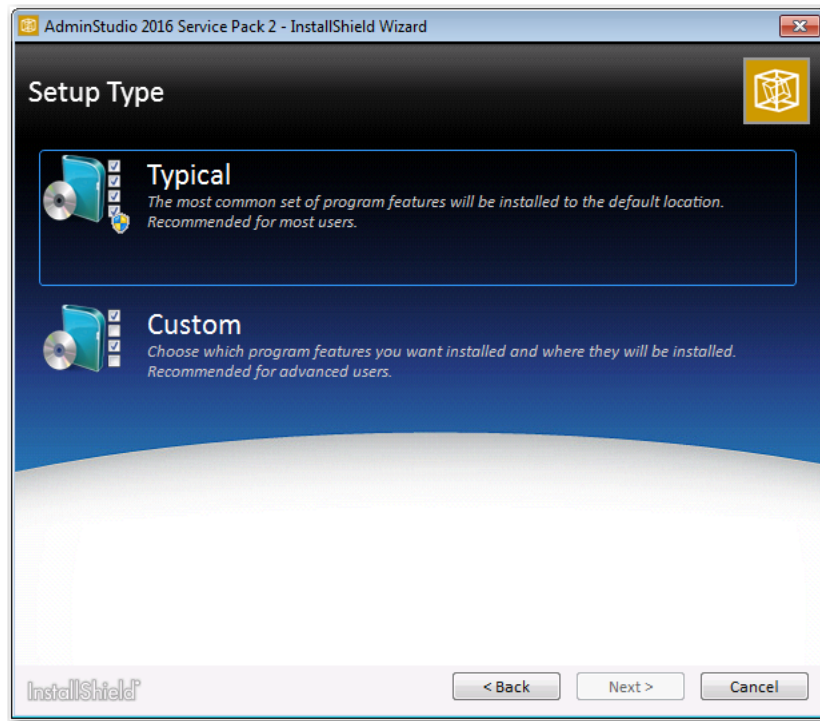 AdminStudio 2016 Service Pack 2 - InstallShield Wizard
Setup Type
Typical
The most common set of program features will be installed to the default location.
Recommended for most users.
Custom
Choose which program features you want installed and where they will be installed.
Recommended for advanced users.
InstallShield®
< Back
Next >
Cancel